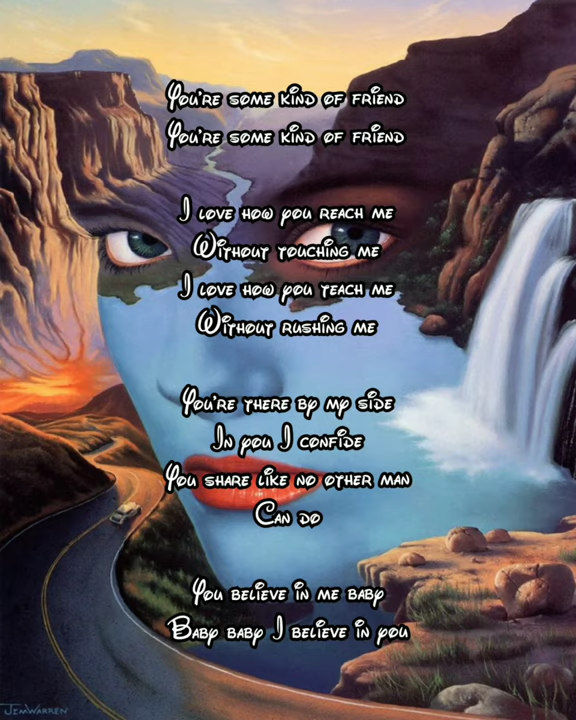 You're some kind of friend
You're some kind of friend
I love how you reach me
Without touching me
I love how you teach me
Without rushing me
You're there by my side
In you I confide
You share like no other man
Can do
You believe in me baby
Baby baby I believe in you
JimWarren